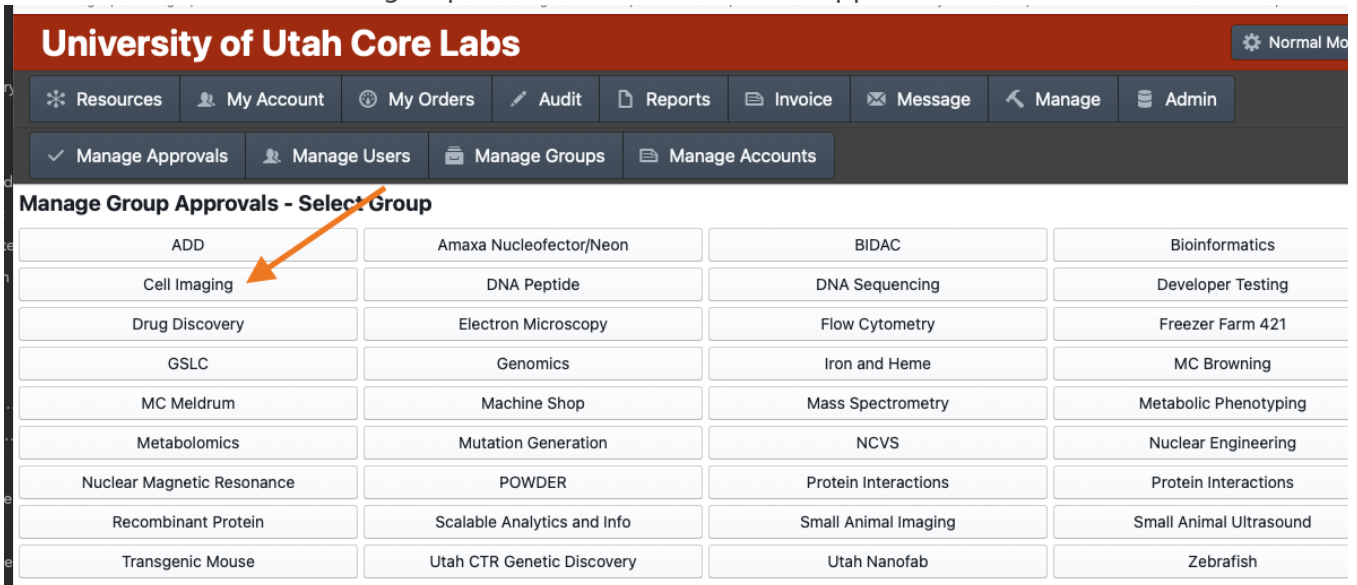 University of Utah Core Labs Normal Mo
Resources My Account My Orders Audit Reports Invoice Message Manage Admin
Manage Approvals Manage Users Manage Groups Manage Accounts
Manage Group Approvals - Select Group
ADD Amaxa Nucleofector/Neon BIDAC Bioinformatics
Cell Imaging DNA Peptide DNA Sequencing Developer Testing
Drug Discovery Electron Microscopy Flow Cytometry Freezer Farm 421
GSLC Genomics Iron and Heme MC Browning
MC Meldrum Machine Shop Mass Spectrometry Metabolic Phenotyping
Metabolomics Mutation Generation NCVS Nuclear Engineering
Nuclear Magnetic Resonance POWDER Protein Interactions Protein Interactions
Recombinant Protein Scalable Analytics and Info Small Animal Imaging Small Animal Ultrasound
Transgenic Mouse Utah CTR Genetic Discovery Utah Nanofab Zebrafish